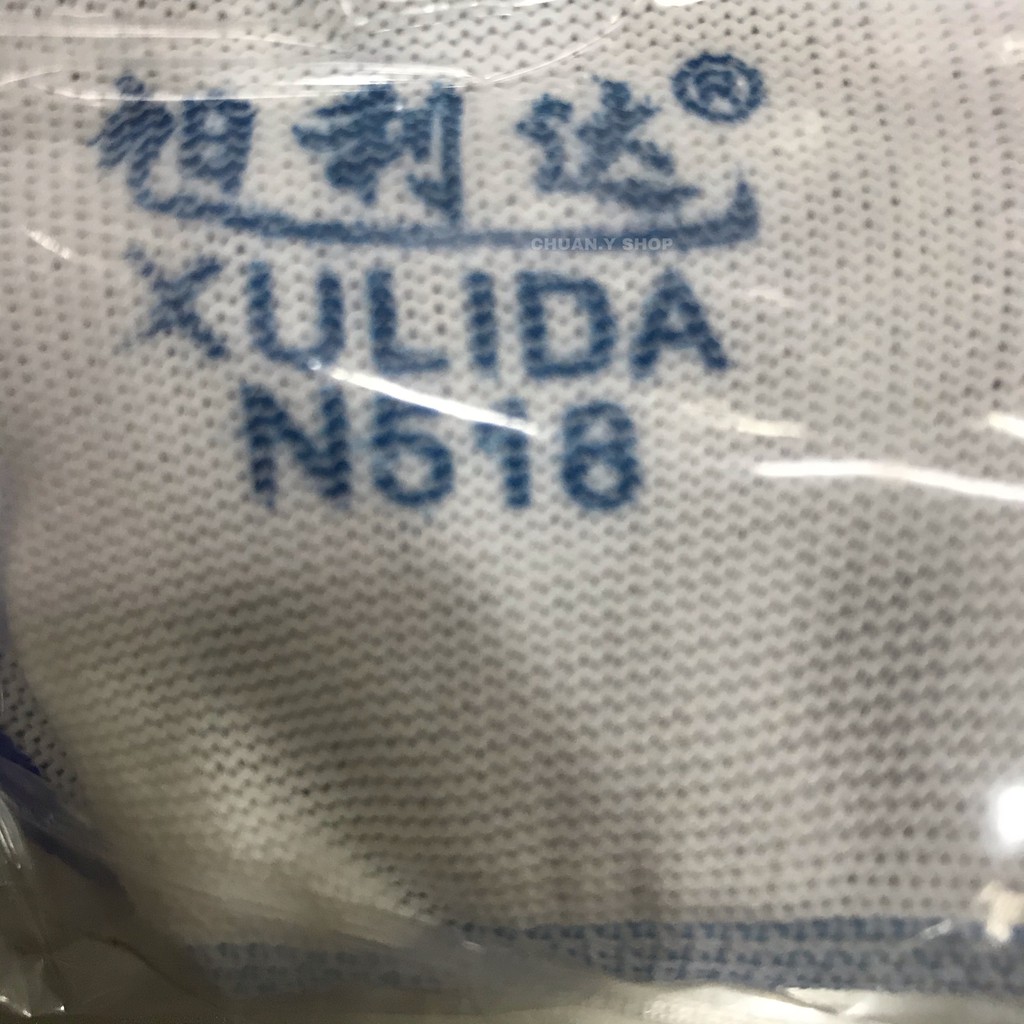 旭利达®
CHUAN.Y SHOP
XULIDA
N518